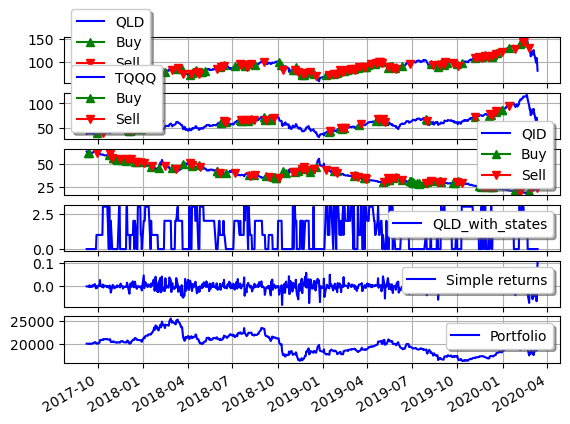 QLD
Buy
Sell
150
100
TQQQ
Buy
Sell
100
50
QID
Buy
Sell
50
25
QLD_with_states
2.5
0.0
Simple returns
0.1
0.0
Portfolio
25000
20000
2017-10 2018-01 2018-04 2018-07 2018-10 2019-01 2019-04 2019-07 2019-10 2020-01 2020-04